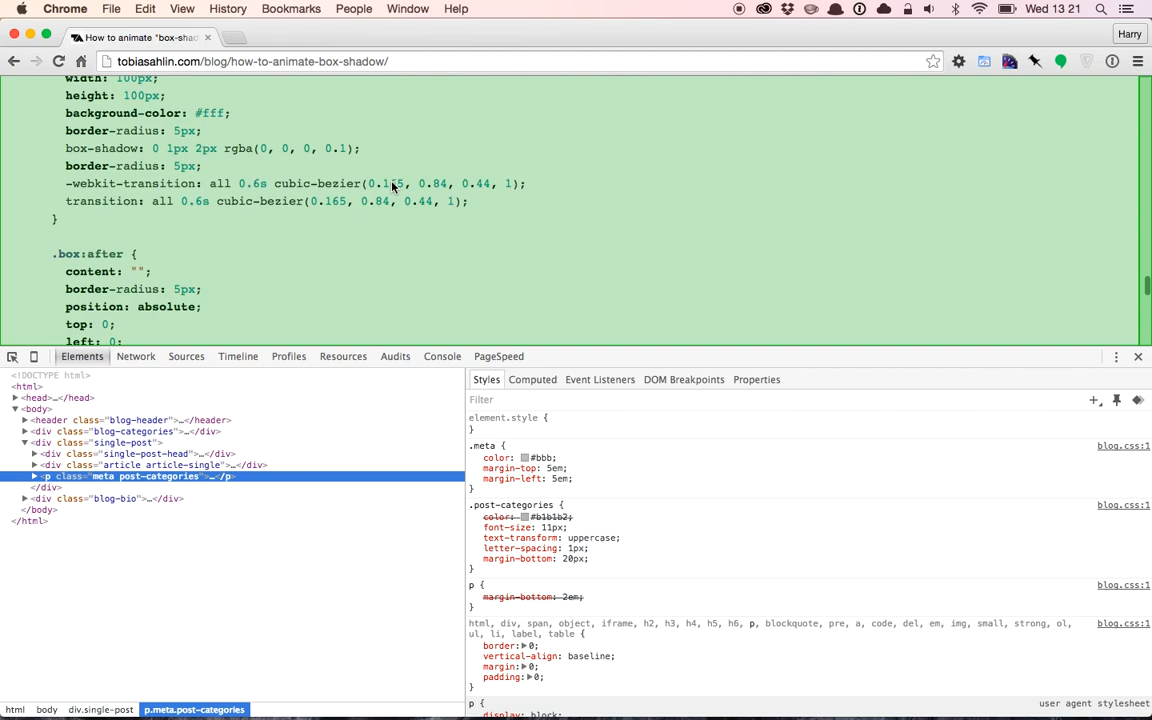 Chrome File Edit View History Bookmarks People Window Help Wed 13 21
How to animate "box-shad × Harry
tobiasahlin.com/blog/how-to-animate-box-shadow/
width: 100px;
height: 100px;
background-color: #fff;
border-radius: 5px;
box-shadow: 0 1px 2px rgba(0, 0, 0, 0.1);
border-radius: 5px;
-webkit-transition: all 0.6s cubic-bezier(0.165, 0.84, 0.44, 1);
transition: all 0.6s cubic-bezier(0.165, 0.84, 0.44, 1);
}
.box:after {
content: "";
border-radius: 5px;
position: absolute;
top: 0;
left: 0;
Elements Network Sources Timeline Profiles Resources Audits Console PageSpeed
<!DOCTYPE html>
<html>
<head>…</head>
<body>
<header class="blog-header">…</header>
<div class="blog-categories">…</div>
<div class="single-post">
<div class="single-post-head">…</div>
<div class="article article-single">…</div>
<p class="meta post-categories">…</p>
</div>
<div class="blog-bio">…</div>
</body>
</html>
html body div.single-post p.meta.post-categories
Styles Computed Event Listeners DOM Breakpoints Properties
Filter
element.style {
}
.meta { blog.css:1
color: #bbb;
margin-top: 5em;
margin-left: 5em;
}
.post-categories { blog.css:1
color: #b1b1b2;
font-size: 11px;
text-transform: uppercase;
letter-spacing: 1px;
margin-bottom: 20px;
}
p { blog.css:1
margin-bottom: 2em;
}
html, div, span, object, iframe, h2, h3, h4, h5, h6, p, blockquote, pre, a, code, del, em, img, small, strong, ol, blog.css:1
ul, li, label, table {
border: 0;
vertical-align: baseline;
margin: 0;
padding: 0;
}
p { user agent stylesheet
display: block;